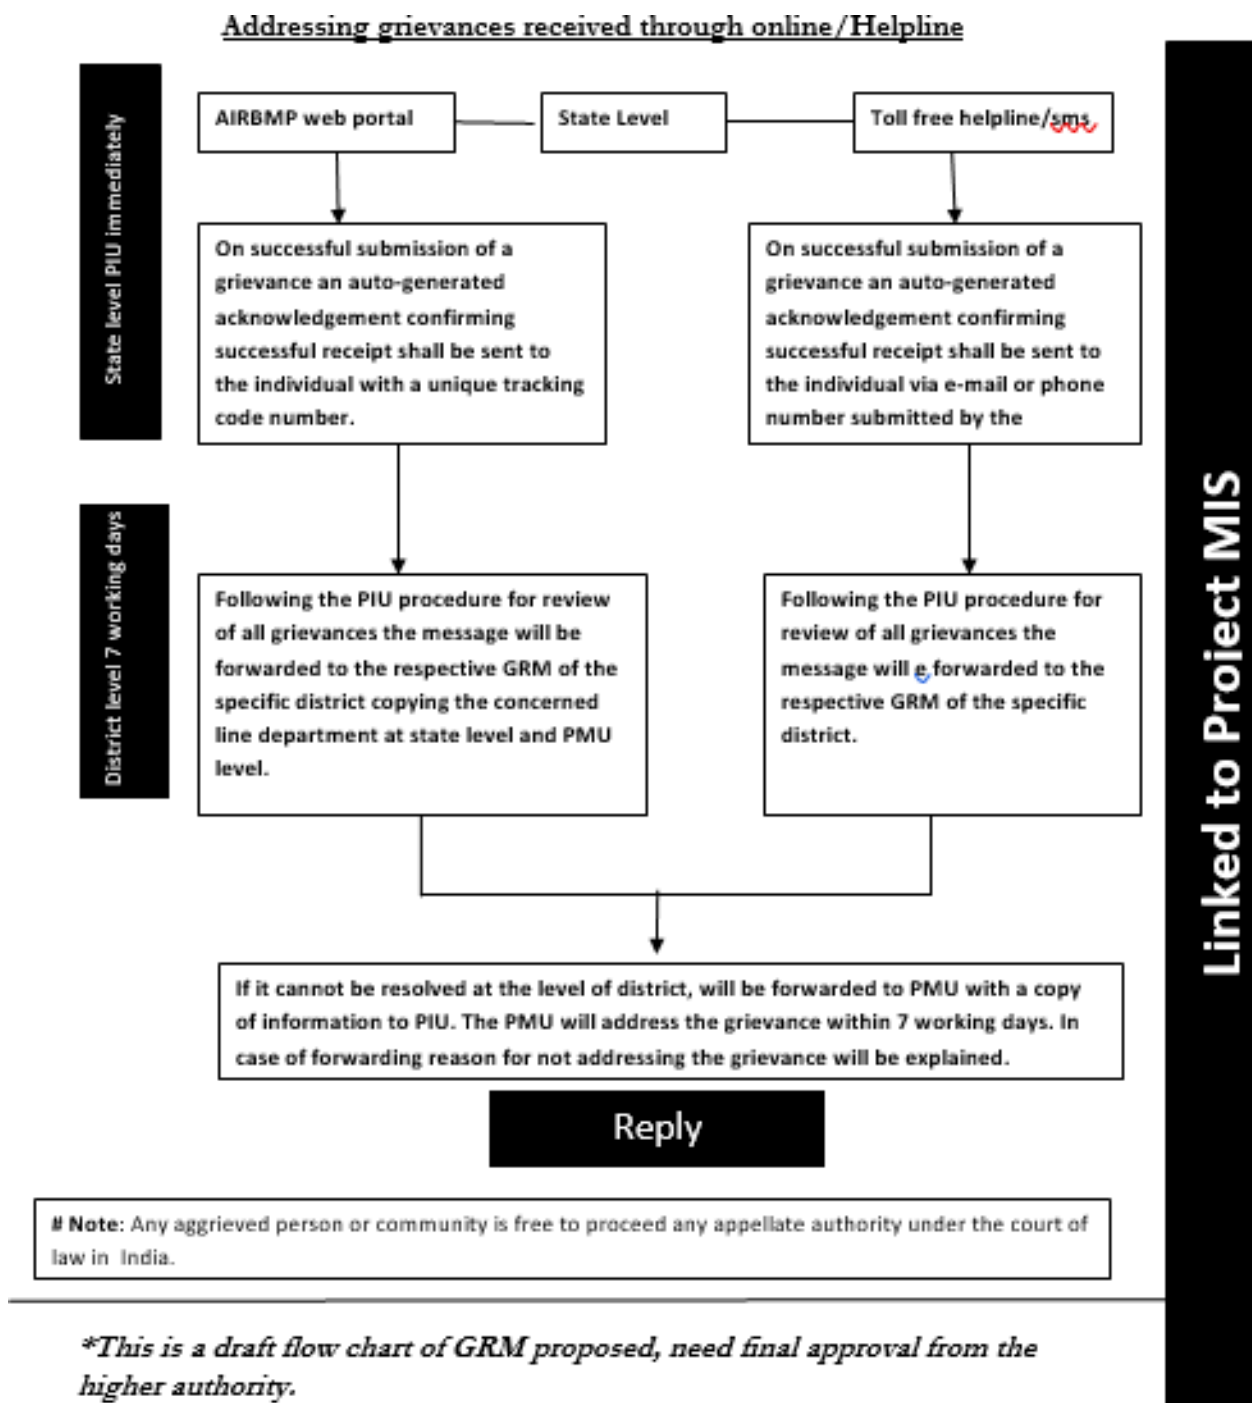 Addressing grievances received through online/Helpline
AIRBMP web portal
State Level
Toll free helpline/sms
State level PIU immediately
On successful submission of a
grievance an auto-generated
acknowledgement confirming
successful receipt shall be sent to
the individual with a unique tracking
code number.
On successful submission of a
grievance an auto-generated
acknowledgement confirming
successful receipt shall be sent to
the individual via e-mail or phone
number submitted by the
District level 7 working days
Following the PIU procedure for review
of all grievances the message will be
forwarded to the respective GRM of the
specific district copying the concerned
line department at state level and PMU
level.
Following the PIU procedure for
review of all grievances the
message will e forwarded to the
respective GRM of the specific
district.
If it cannot be resolved at the level of district, will be forwarded to PMU with a copy
of information to PIU. The PMU will address the grievance within 7 working days. In
case of forwarding reason for not addressing the grievance will be explained.
Reply
# Note: Any aggrieved person or community is free to proceed any appellate authority under the court of
law in India.
*This is a draft flow chart of GRM proposed, need final approval from the
higher authority.
Linked to Project MIS